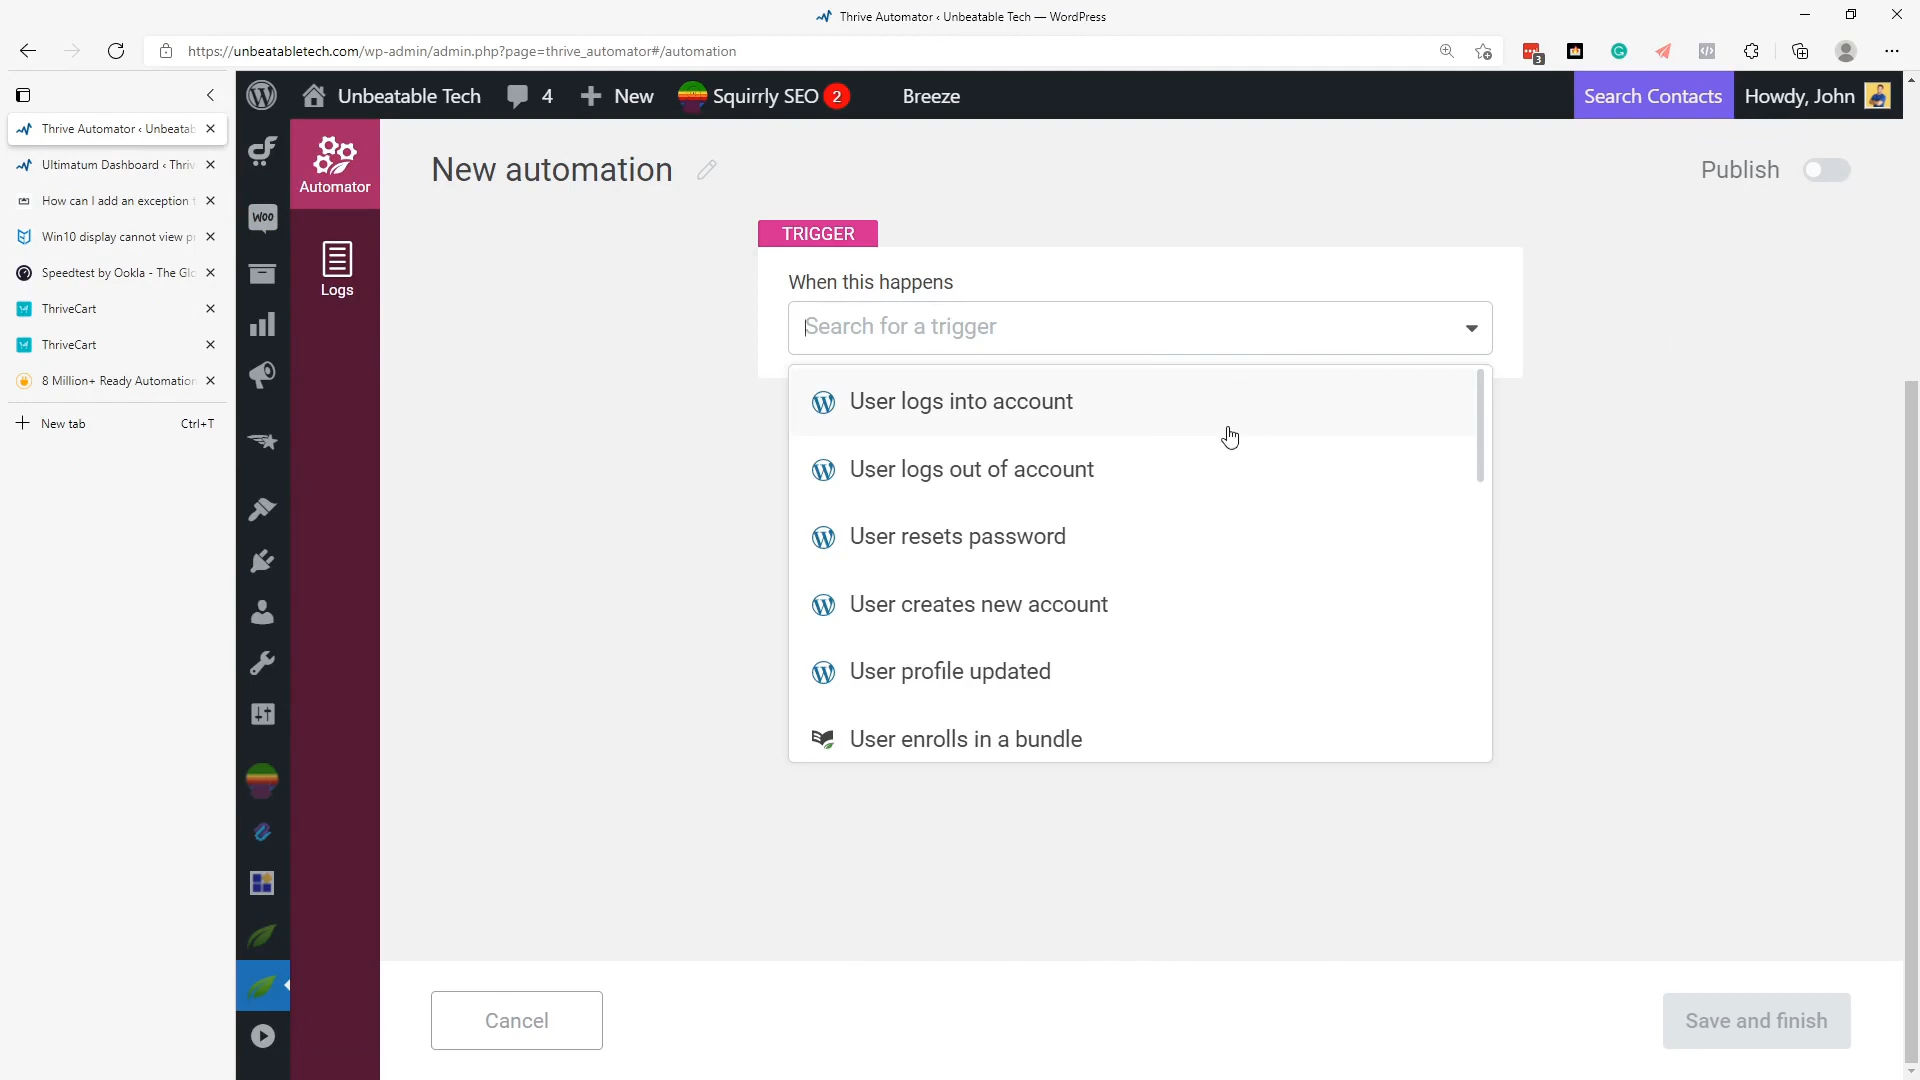 Thrive Automator ‹ Unbeatable Tech — WordPress
https://unbeatabletech.com/wp-admin/admin.php?page=thrive_automator#/automation
3
Unbeatable Tech
4
New
Squirrly SEO
2
Breeze
Search Contacts
Howdy, John
Thrive Automator ‹ Unbeatab
Ultimatum Dashboard ‹ Thriv
How can I add an exception
Win10 display cannot view pr
Speedtest by Ookla - The Glo
ThriveCart
ThriveCart
8 Million+ Ready Automation
New tab
Ctrl+T
Woo
Automator
Logs
New automation
Publish
TRIGGER
When this happens
Search for a trigger
User logs into account
User logs out of account
User resets password
User creates new account
User profile updated
User enrolls in a bundle
Cancel
Save and finish